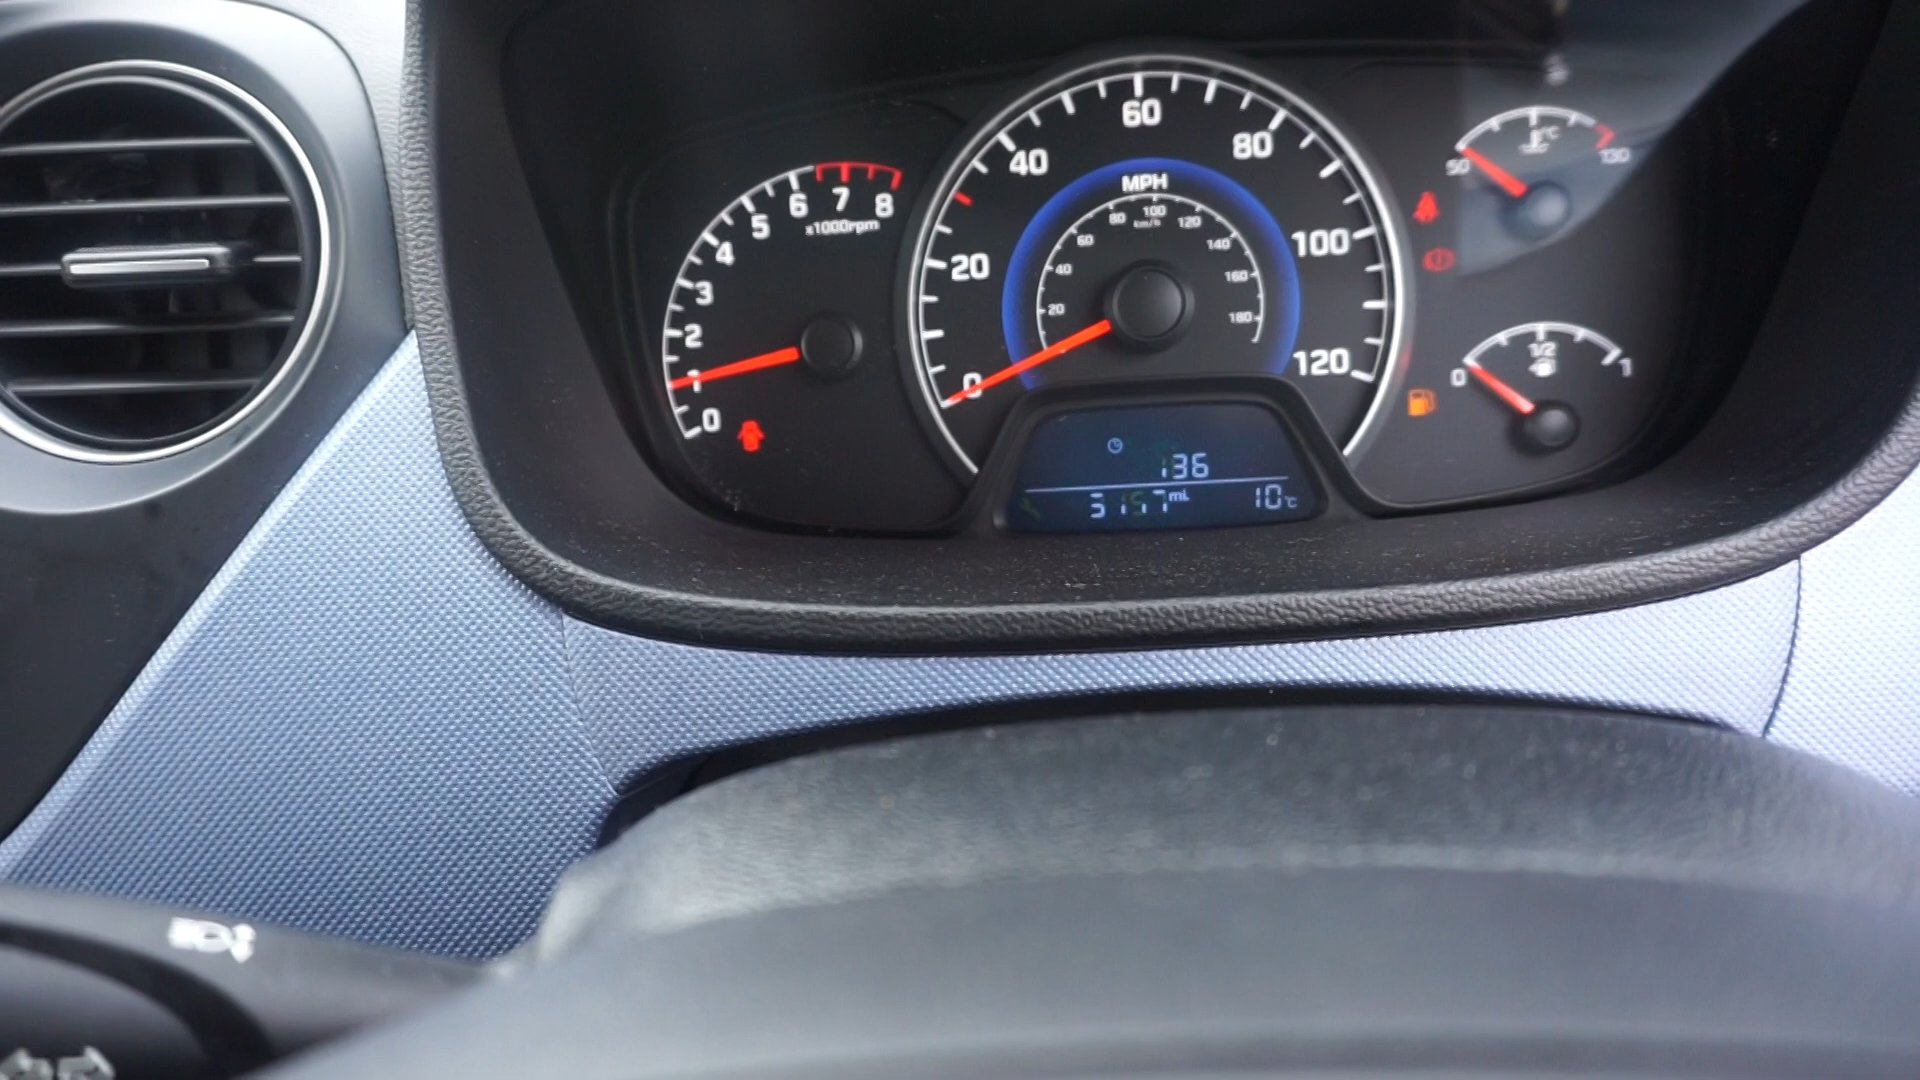 0 1 2 3 4 5 6 7 8
x1000rpm
0 20 40 60 80 100 120
MPH
20 40 60 80 100 120 140 160 180
km/h
50 °C 130
0 1/2 1
136
mi. 10°C